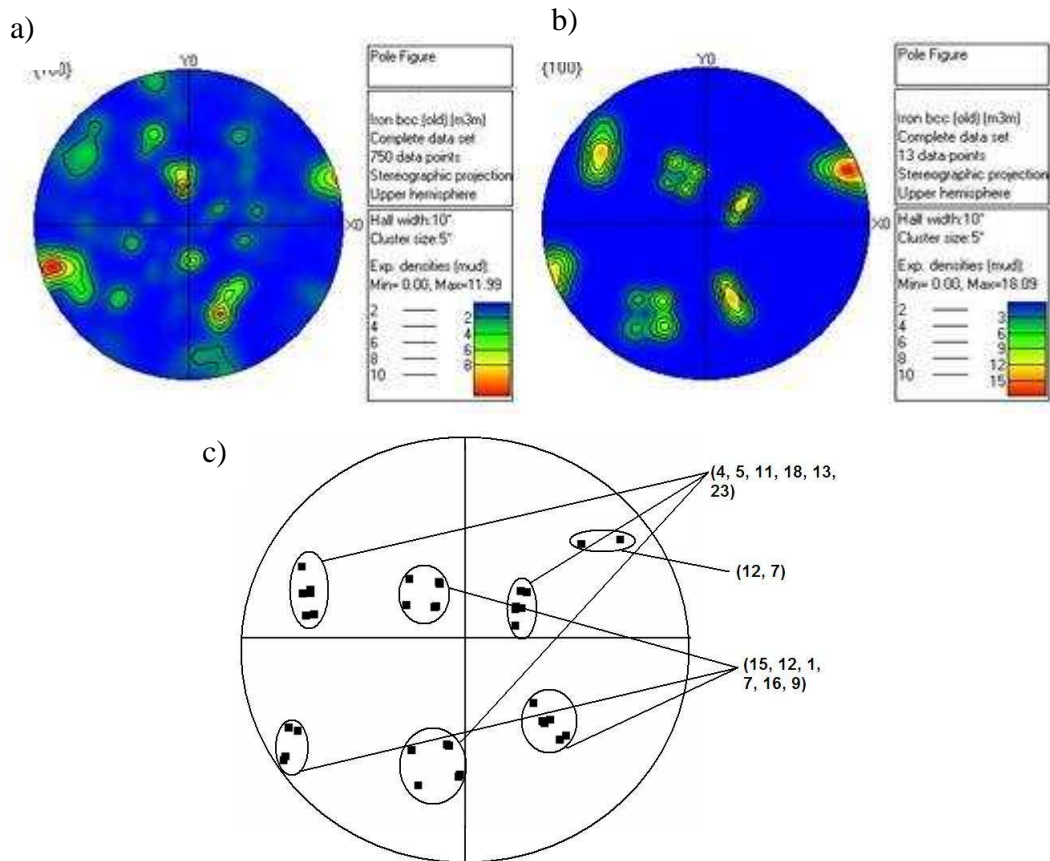 a)
b)
{100}
Y0
X0
Pole Figure
Iron bcc (old) (m3m)
Complete data set
750 data points
Stereographic projection
Upper hemisphere
Half width:10°
Cluster size:5°
Exp. densities (mud):
Min= 0.00, Max=11.99
2
4
6
8
10
2
4
6
8
{100}
Y0
X0
Pole Figure
Iron bcc (old) (m3m)
Complete data set
13 data points
Stereographic projection
Upper hemisphere
Half width:10°
Cluster size:5°
Exp. densities (mud):
Min= 0.00, Max=18.09
2
4
6
8
10
3
6
9
12
15
c)
(4, 5, 11, 18, 13,
23)
(12, 7)
(15, 12, 1,
7, 16, 9)